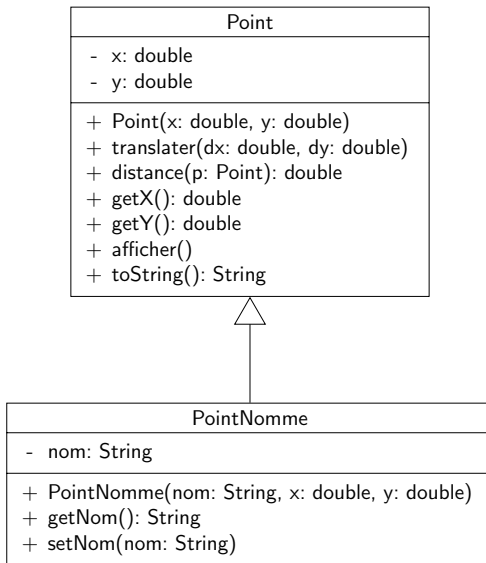 Point
- x: double
- y: double
+ Point(x: double, y: double)
+ translater(dx: double, dy: double)
+ distance(p: Point): double
+ getX(): double
+ getY(): double
+ afficher()
+ toString(): String
PointNomme
- nom: String
+ PointNomme(nom: String, x: double, y: double)
+ getNom(): String
+ setNom(nom: String)